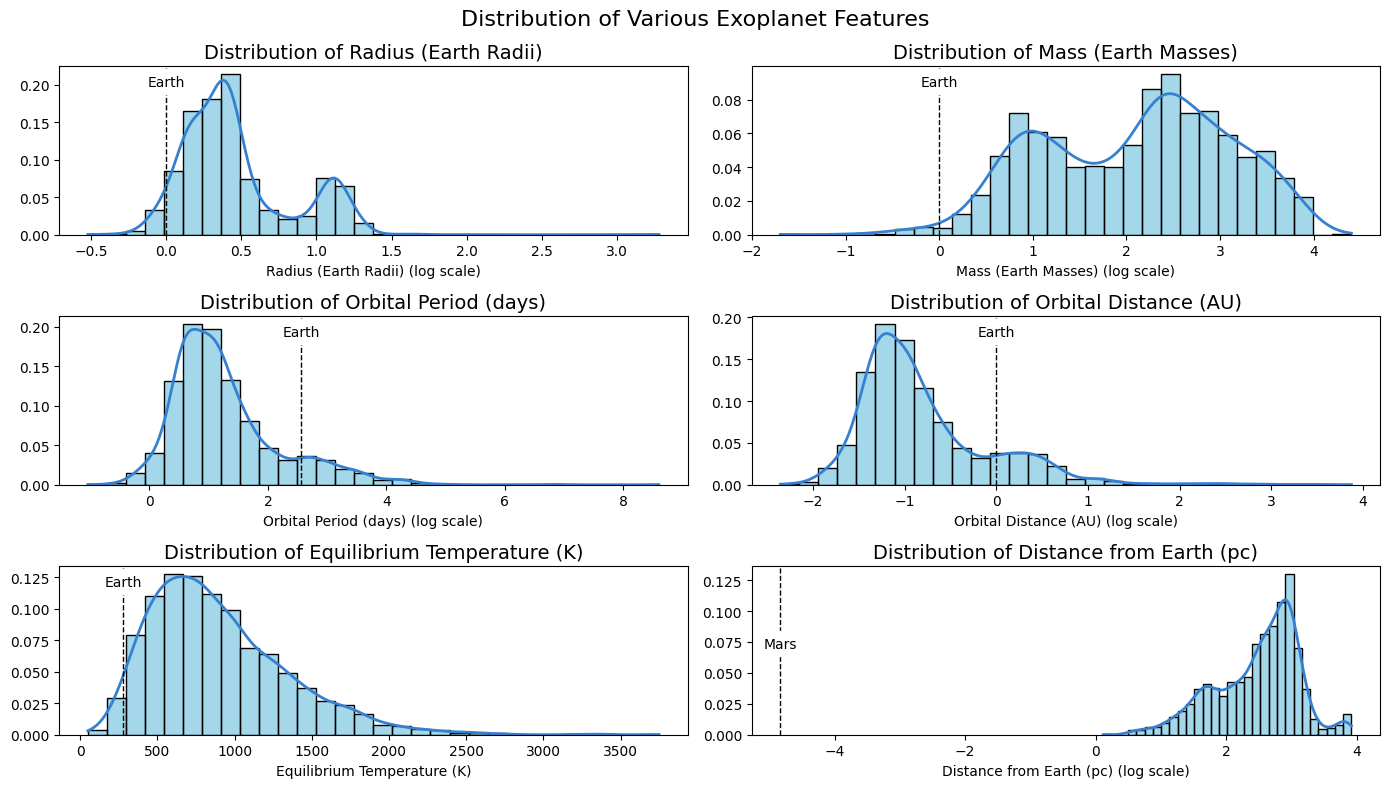 Distribution of Various Exoplanet Features
Distribution of Radius (Earth Radii)
Earth
0.20
0.15
0.10
0.05
0.00
−0.5 0.0 0.5 1.0 1.5 2.0 2.5 3.0
Radius (Earth Radii) (log scale)
Distribution of Mass (Earth Masses)
Earth
0.08
0.06
0.04
0.02
0.00
−2 −1 0 1 2 3 4
Mass (Earth Masses) (log scale)
Distribution of Orbital Period (days)
Earth
0.20
0.15
0.10
0.05
0.00
0 2 4 6 8
Orbital Period (days) (log scale)
Distribution of Orbital Distance (AU)
Earth
0.20
0.15
0.10
0.05
0.00
−2 −1 0 1 2 3 4
Orbital Distance (AU) (log scale)
Distribution of Equilibrium Temperature (K)
Earth
0.125
0.100
0.075
0.050
0.025
0.000
0 500 1000 1500 2000 2500 3000 3500
Equilibrium Temperature (K)
Distribution of Distance from Earth (pc)
0.125
0.100
0.075
Mars
0.050
0.025
0.000
−4 −2 0 2 4
Distance from Earth (pc) (log scale)